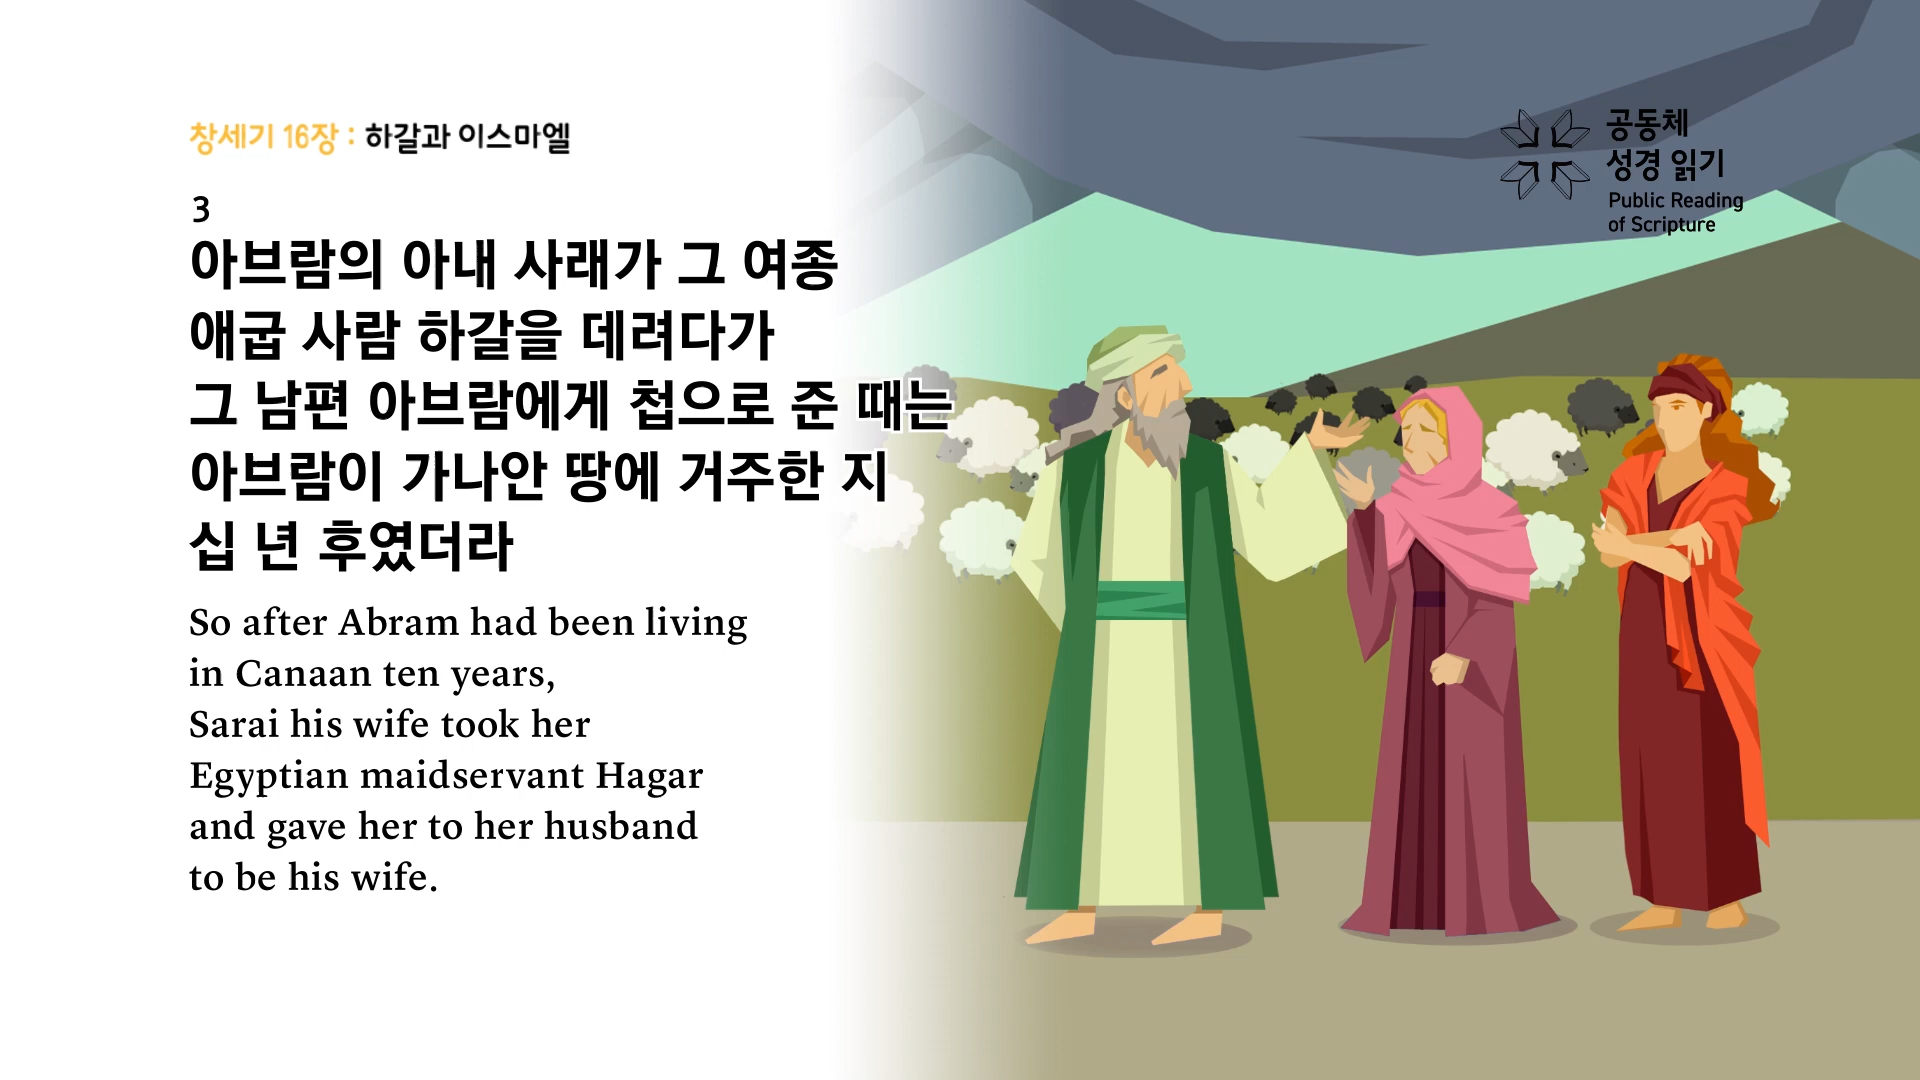 창세기 16장 : 하갈과 이스마엘
3
아브람의 아내 사래가 그 여종
애굽 사람 하갈을 데려다가
그 남편 아브람에게 첩으로 준 때는
아브람이 가나안 땅에 거주한 지
십 년 후였더라
So after Abram had been living
in Canaan ten years,
Sarai his wife took her
Egyptian maidservant Hagar
and gave her to her husband
to be his wife.
공동체
성경 읽기
Public Reading
of Scripture